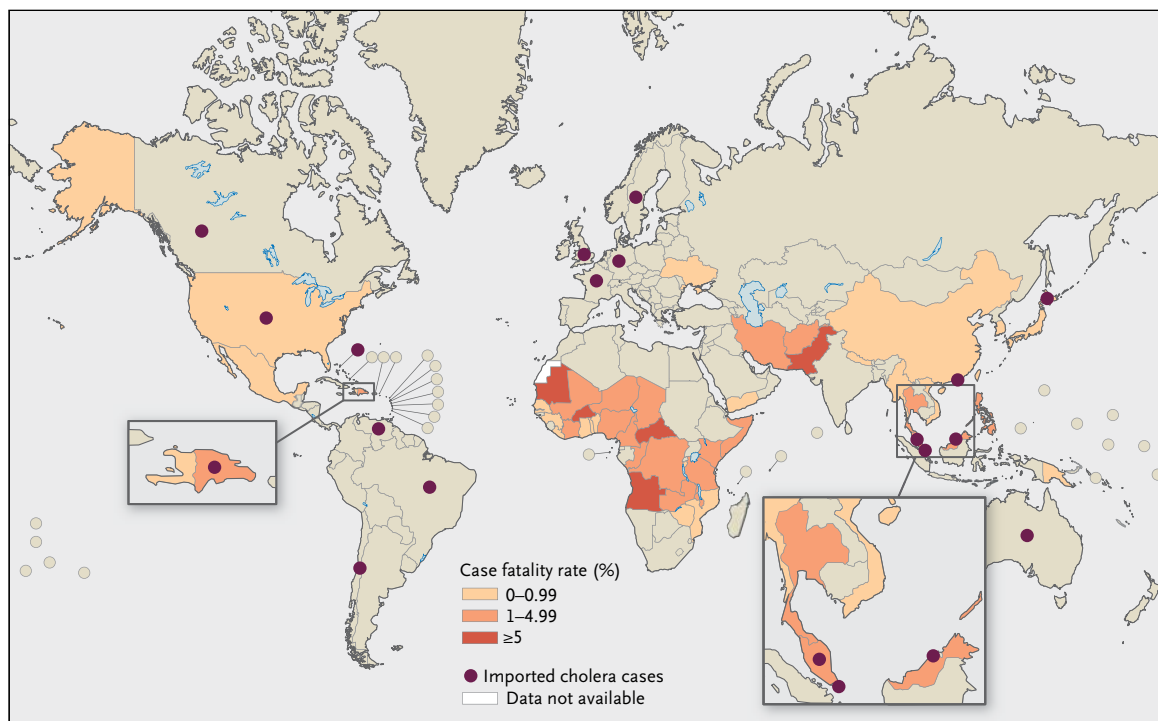 Case fatality rate (%)
0–0.99
1–4.99
≥5
Imported cholera cases
Data not available